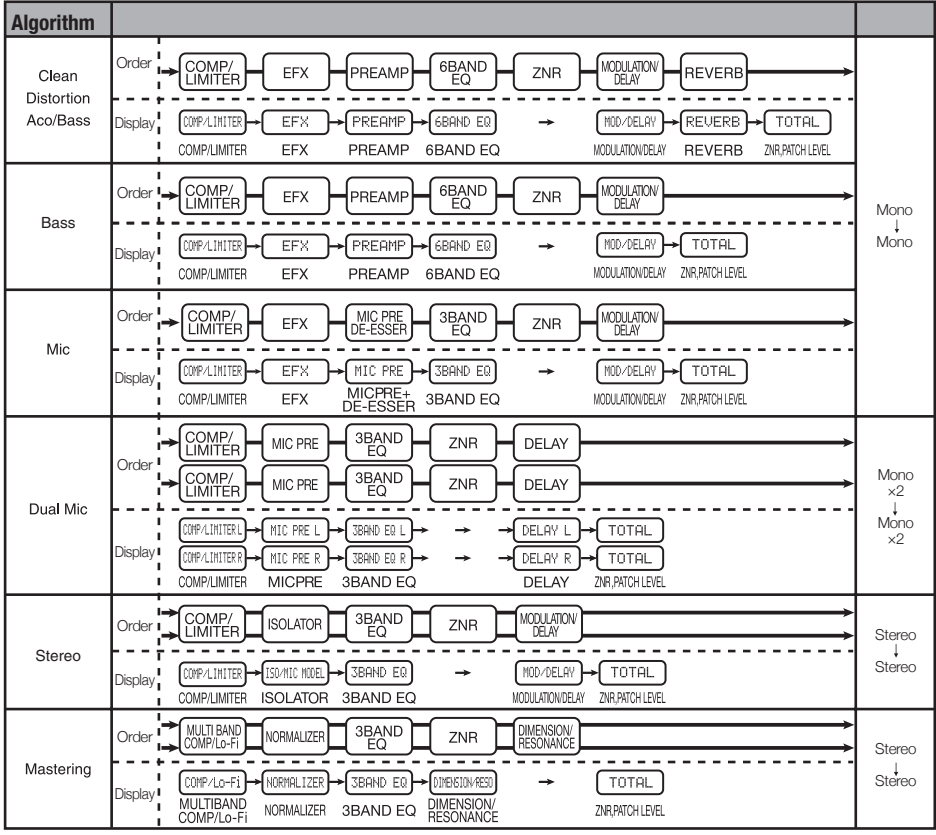 Algorithm
Clean
Distortion
Aco/Bass
Order
COMP/
LIMITER
EFX
PREAMP
6BAND
EQ
ZNR
MODULATION/
DELAY
REVERB
Display
COMP/LIMITER
EFX
PREAMP
6BAND EQ
MOD/DELAY
REVERB
TOTAL
COMP/LIMITER
EFX
PREAMP
6BAND EQ
MODULATION/DELAY
REVERB
ZNR,PATCH LEVEL
Bass
Order
COMP/
LIMITER
EFX
PREAMP
6BAND
EQ
ZNR
MODULATION/
DELAY
Display
COMP/LIMITER
EFX
PREAMP
6BAND EQ
MOD/DELAY
TOTAL
COMP/LIMITER
EFX
PREAMP
6BAND EQ
MODULATION/DELAY
ZNR,PATCH LEVEL
Mono
↓
Mono
Mic
Order
COMP/
LIMITER
EFX
MIC PRE
DE-ESSER
3BAND
EQ
ZNR
MODULATION/
DELAY
Display
COMP/LIMITER
EFX
MIC PRE
3BAND EQ
MOD/DELAY
TOTAL
COMP/LIMITER
EFX
MICPRE+
DE-ESSER
3BAND EQ
MODULATION/DELAY
ZNR,PATCH LEVEL
Dual Mic
Order
COMP/
LIMITER
MIC PRE
3BAND
EQ
ZNR
DELAY
COMP/
LIMITER
MIC PRE
3BAND
EQ
ZNR
DELAY
Display
COMP/LIMITER L
MIC PRE L
3BAND EQ L
DELAY L
TOTAL
COMP/LIMITER R
MIC PRE R
3BAND EQ R
DELAY R
TOTAL
COMP/LIMITER
MICPRE
3BAND EQ
DELAY
ZNR,PATCH LEVEL
Mono
×2
↓
Mono
×2
Stereo
Order
COMP/
LIMITER
ISOLATOR
3BAND
EQ
ZNR
MODULATION/
DELAY
Display
COMP/LIMITER
ISO/MIC MODEL
3BAND EQ
MOD/DELAY
TOTAL
COMP/LIMITER
ISOLATOR
3BAND EQ
MODULATION/DELAY
ZNR,PATCH LEVEL
Stereo
↓
Stereo
Mastering
Order
MULTI BAND
COMP/Lo-Fi
NORMALIZER
3BAND
EQ
ZNR
DIMENSION/
RESONANCE
Display
COMP/Lo-Fi
NORMALIZER
3BAND EQ
DIMENSION/RESO
TOTAL
MULTIBAND
COMP/Lo-Fi
NORMALIZER
3BAND EQ
DIMENSION/
RESONANCE
ZNR,PATCH LEVEL
Stereo
↓
Stereo